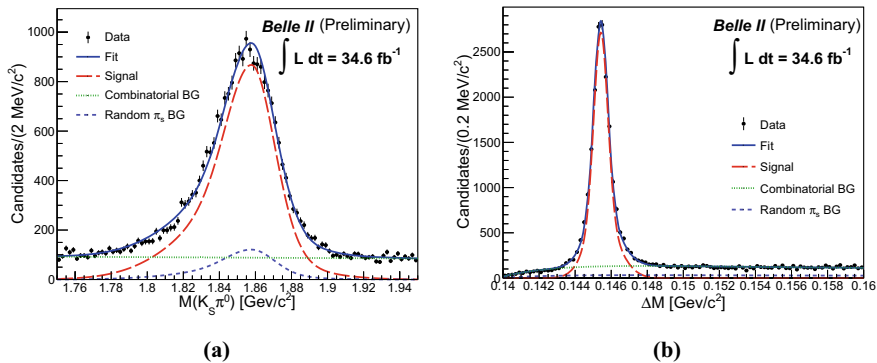 Belle II (Preliminary)
∫ L dt = 34.6 fb-1
Data
Fit
Signal
Combinatorial BG
Random πs BG
Candidates/(2 MeV/c2)
0
200
400
600
800
1000
1.76
1.78
1.8
1.82
1.84
1.86
1.88
1.9
1.92
1.94
M(KSπ0) [Gev/c2]
(a)
Belle II (Preliminary)
∫ L dt = 34.6 fb-1
Data
Fit
Signal
Combinatorial BG
Random πs BG
Candidates/(0.2 MeV/c2)
0
500
1000
1500
2000
2500
0.14
0.142
0.144
0.146
0.148
0.15
0.152
0.154
0.156
0.158
0.16
ΔM [Gev/c2]
(b)